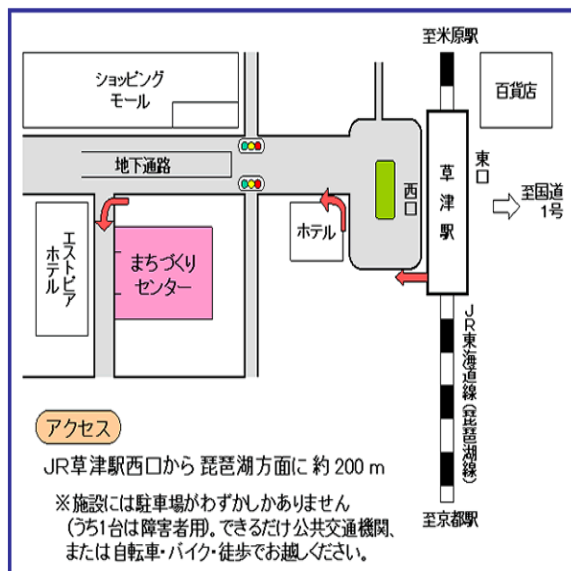 至米原駅
ショッピング
モール
百貨店
地下通路
西口
草津駅
東口
至国道
1号
ホテル
エストピア
ホテル
まちづくり
センター
JR東海道線(琵琶湖線)
アクセス
JR草津駅西口から 琵琶湖方面に 約 200 m
至京都駅
※施設には駐車場がわずかしかありません
(うち1台は障害者用)。できるだけ公共交通機関、
または自転車・バイク・徒歩でお越しください。